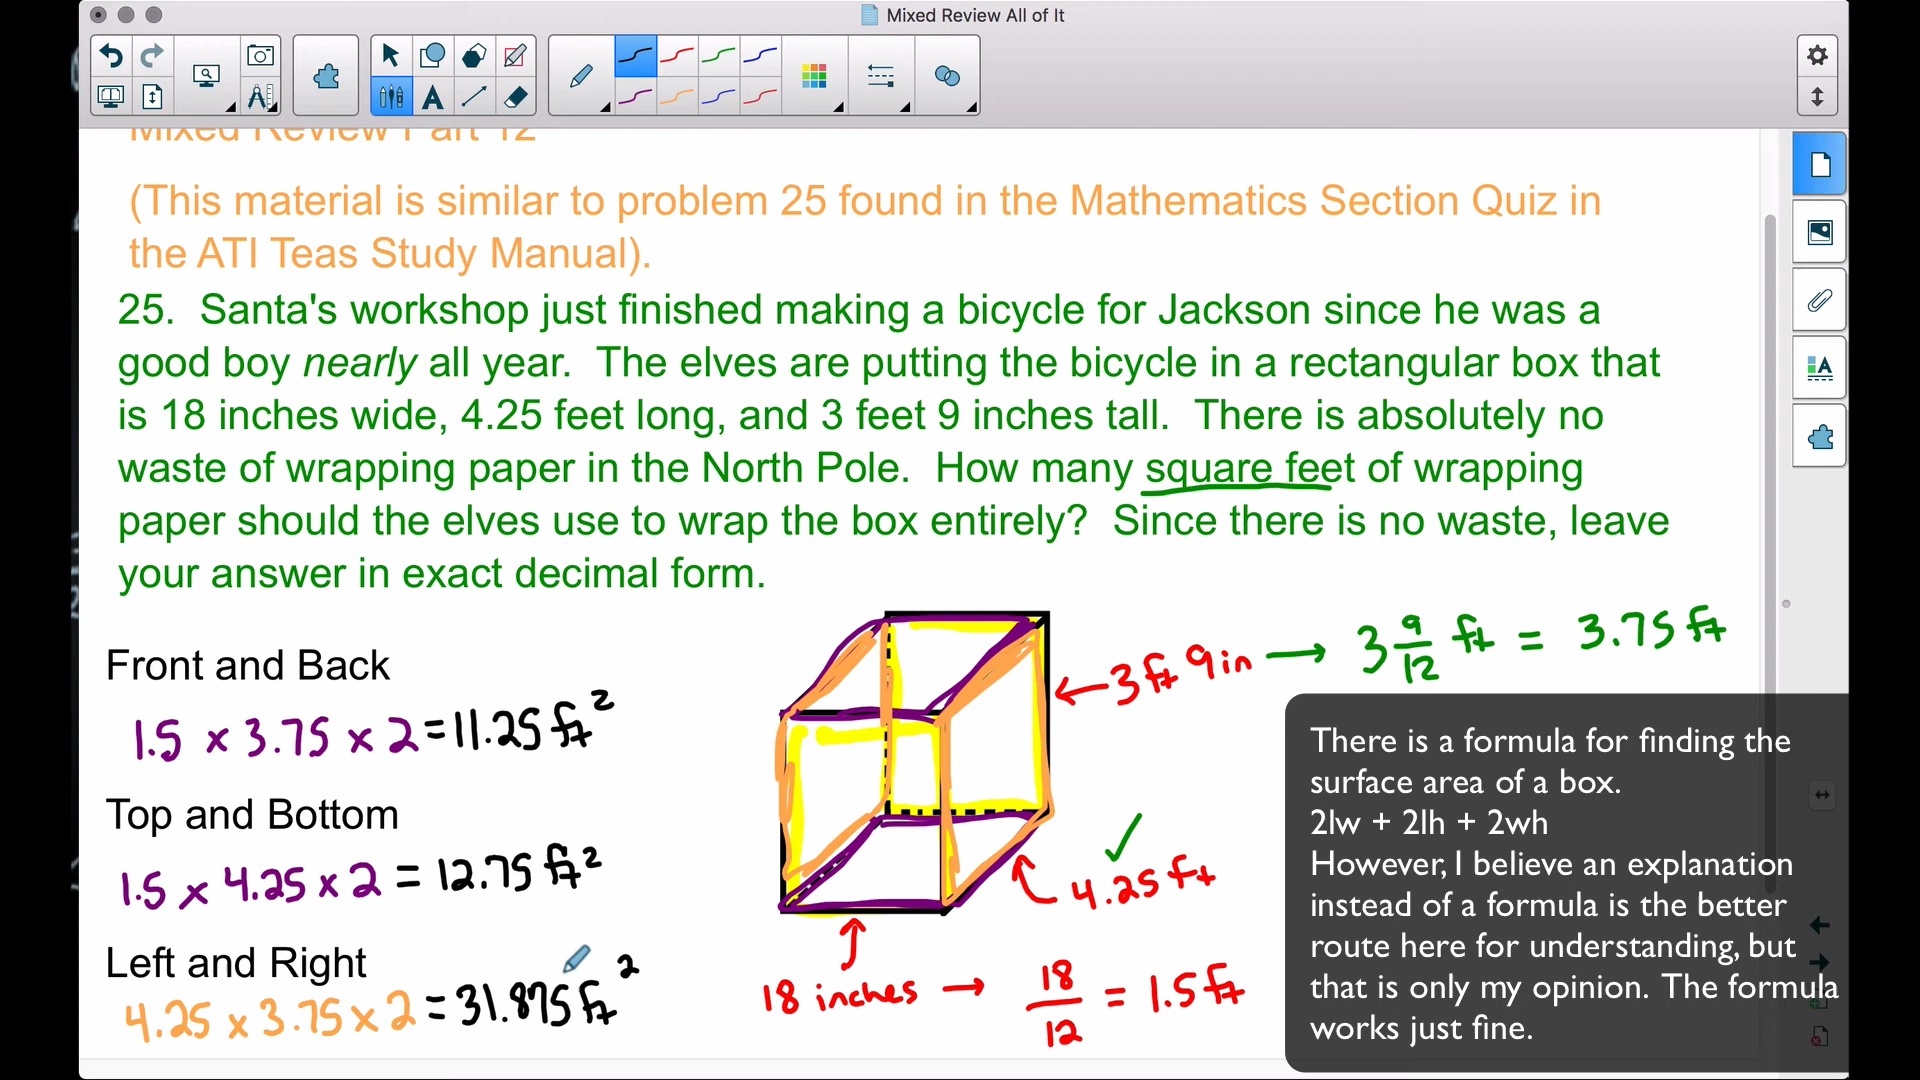 Mixed Review All of It
Mixed Review Part 12
(This material is similar to problem 25 found in the Mathematics Section Quiz in
the ATI Teas Study Manual).
25. Santa's workshop just finished making a bicycle for Jackson since he was a
good boy nearly all year. The elves are putting the bicycle in a rectangular box that
is 18 inches wide, 4.25 feet long, and 3 feet 9 inches tall. There is absolutely no
waste of wrapping paper in the North Pole. How many square feet of wrapping
paper should the elves use to wrap the box entirely? Since there is no waste, leave
your answer in exact decimal form.
Front and Back
1.5 x 3.75 x 2 = 11.25 ft²
Top and Bottom
1.5 x 4.25 x 2 = 12.75 ft²
Left and Right
4.25 x 3.75 x 2 = 31.875 ft²
← 3 ft 9 in → 3 9/12 ft = 3.75 ft
✓
4.25 ft
18 inches → 18/12 = 1.5 ft
There is a formula for finding the
surface area of a box.
2lw + 2lh + 2wh
However, I believe an explanation
instead of a formula is the better
route here for understanding, but
that is only my opinion. The formula
works just fine.